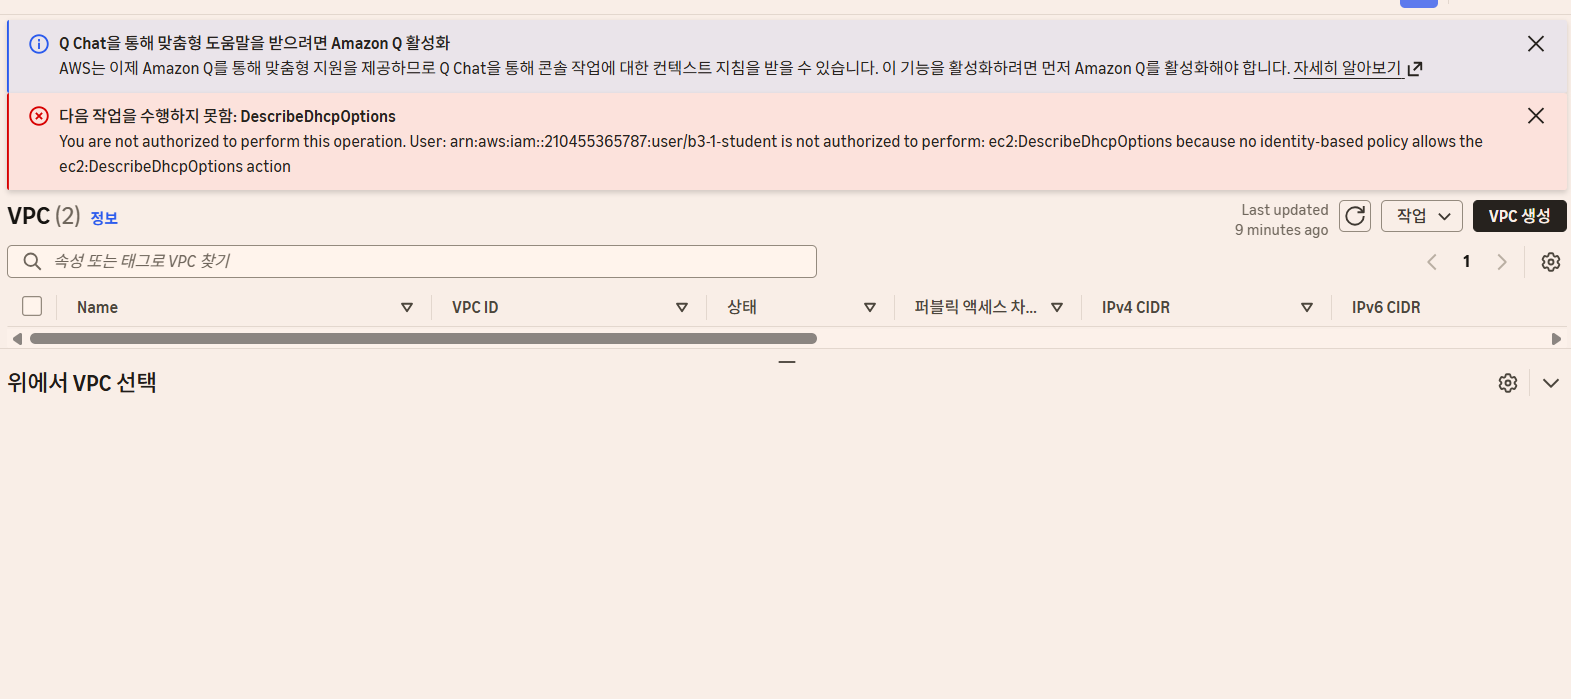 Q Chat을 통해 맞춤형 도움말을 받으려면 Amazon Q 활성화
AWS는 이제 Amazon Q를 통해 맞춤형 지원을 제공하므로 Q Chat을 통해 콘솔 작업에 대한 컨텍스트 지침을 받을 수 있습니다. 이 기능을 활성화하려면 먼저 Amazon Q를 활성화해야 합니다. 자세히 알아보기
다음 작업을 수행하지 못함: DescribeDhcpOptions
You are not authorized to perform this operation. User: arn:aws:iam::210455365787:user/b3-1-student is not authorized to perform: ec2:DescribeDhcpOptions because no identity-based policy allows the
ec2:DescribeDhcpOptions action
VPC (2) 정보
Last updated
9 minutes ago
작업
VPC 생성
속성 또는 태그로 VPC 찾기
1
Name VPC ID 상태 퍼블릭 액세스 차... IPv4 CIDR IPv6 CIDR
위에서 VPC 선택